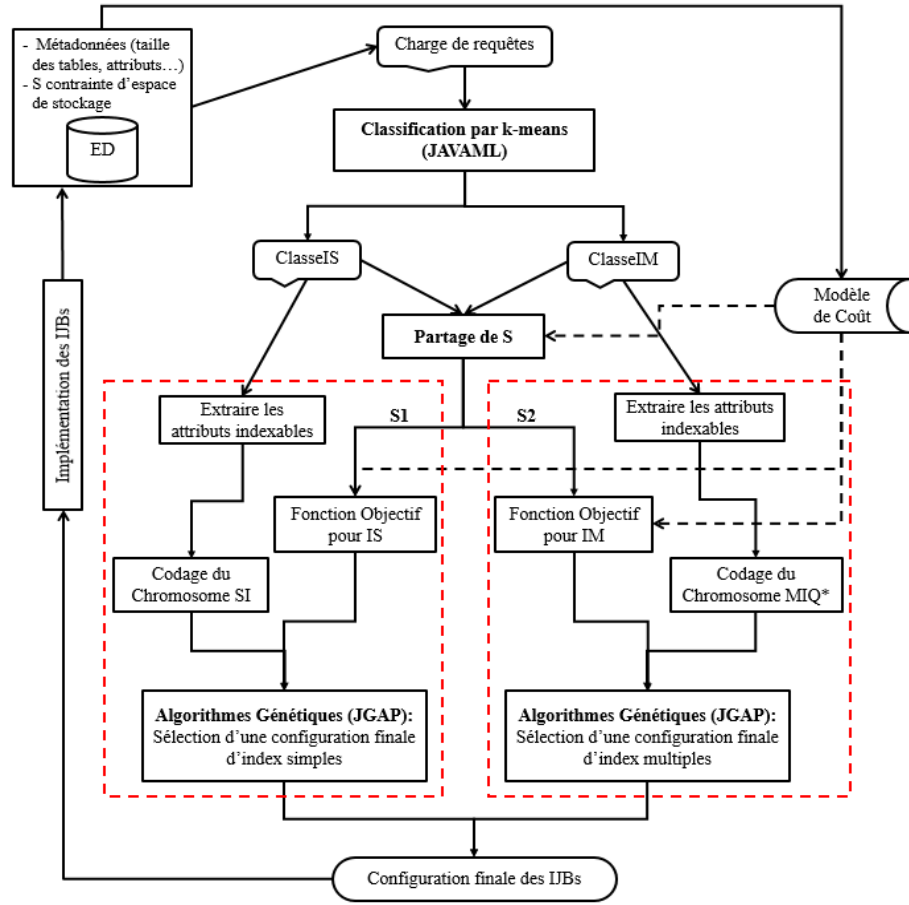 - Métadonnées (taille
des tables, attributs…)
- S contrainte d'espace
de stockage
ED
Charge de requêtes
Classification par k-means
(JAVAML)
ClasseIS
ClasseIM
Modèle
de Coût
Partage de S
Implémentation des IJBs
Extraire les
attributs indexables
S1
S2
Extraire les attributs
indexables
Fonction Objectif
pour IS
Fonction Objectif
pour IM
Codage du
Chromosome SI
Codage du
Chromosome MIQ*
Algorithmes Génétiques (JGAP):
Sélection d'une configuration finale
d'index simples
Algorithmes Génétiques (JGAP):
Sélection d'une configuration finale
d'index multiples
Configuration finale des IJBs